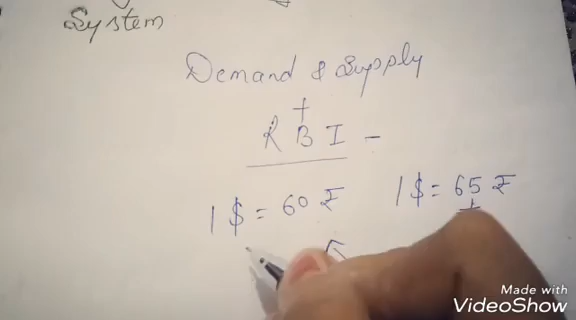 System
Demand & Supply
+
RBI -
1$ = 60 ₹
1$ = 65 ₹
Made with
VideoShow